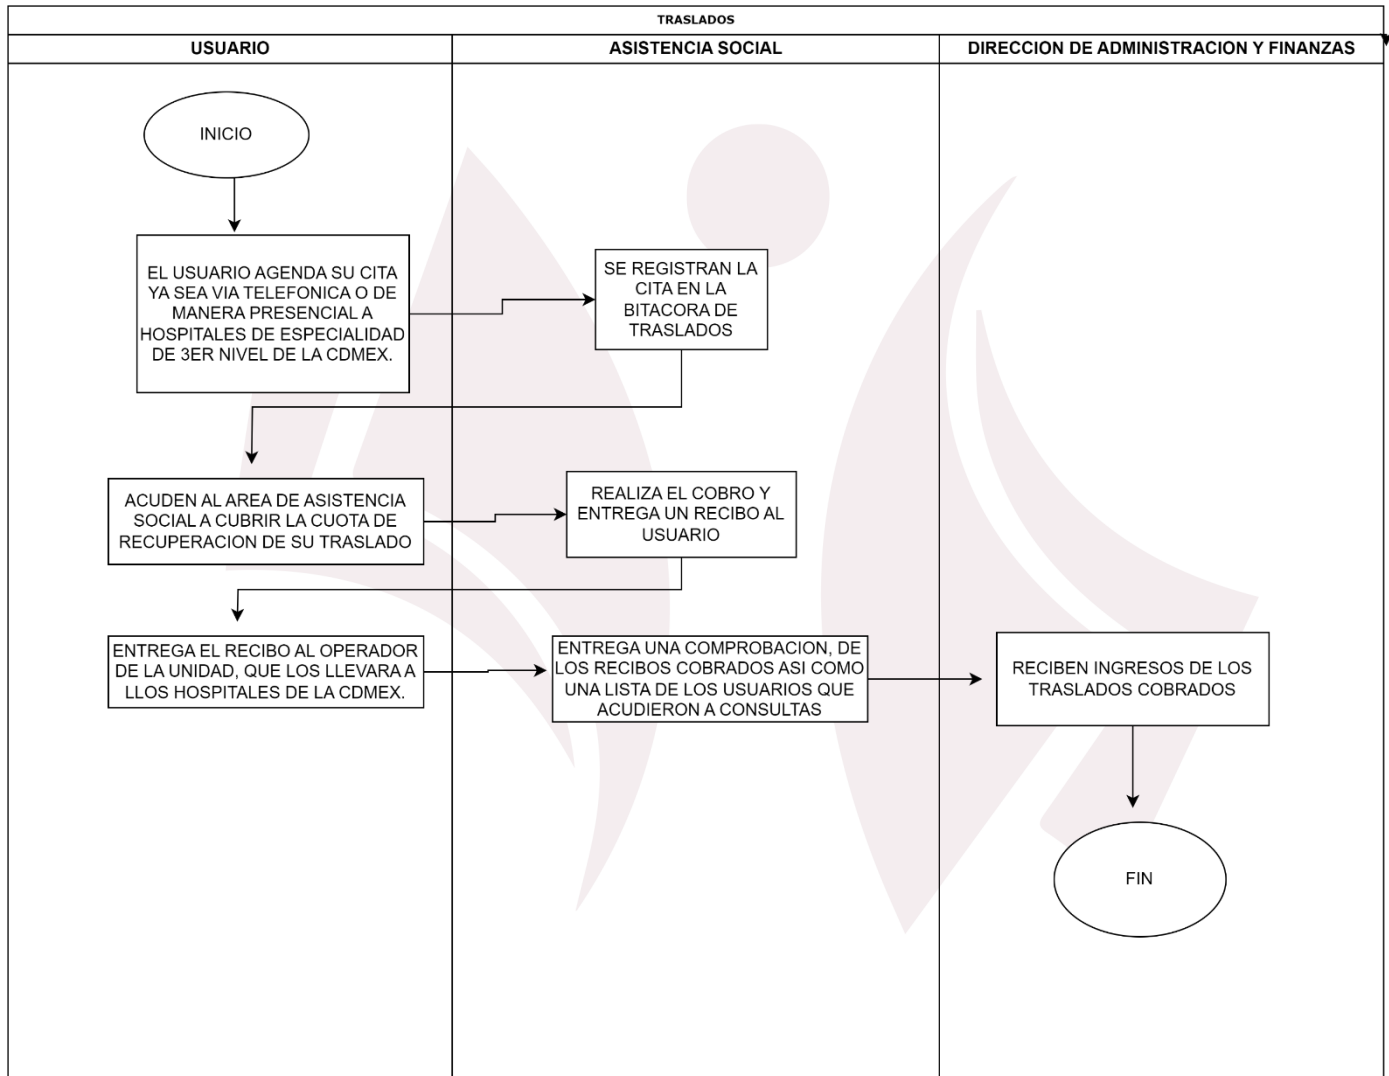 TRASLADOS
USUARIO
ASISTENCIA SOCIAL
DIRECCION DE ADMINISTRACION Y FINANZAS
INICIO
EL USUARIO AGENDA SU CITA
YA SEA VIA TELEFONICA O DE
MANERA PRESENCIAL A
HOSPITALES DE ESPECIALIDAD
DE 3ER NIVEL DE LA CDMEX.
SE REGISTRAN LA
CITA EN LA
BITACORA DE
TRASLADOS
ACUDEN AL AREA DE ASISTENCIA
SOCIAL A CUBRIR LA CUOTA DE
RECUPERACION DE SU TRASLADO
REALIZA EL COBRO Y
ENTREGA UN RECIBO AL
USUARIO
ENTREGA EL RECIBO AL OPERADOR
DE LA UNIDAD, QUE LOS LLEVARA A
LLOS HOSPITALES DE LA CDMEX.
ENTREGA UNA COMPROBACION, DE
LOS RECIBOS COBRADOS ASI COMO
UNA LISTA DE LOS USUARIOS QUE
ACUDIERON A CONSULTAS
RECIBEN INGRESOS DE LOS
TRASLADOS COBRADOS
FIN